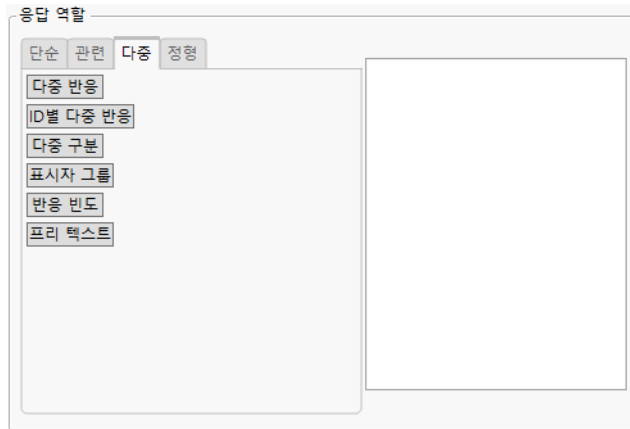 응답 역할
단순 관련 다중 정형
다중 반응
ID별 다중 반응
다중 구분
표시자 그룹
반응 빈도
프리 텍스트